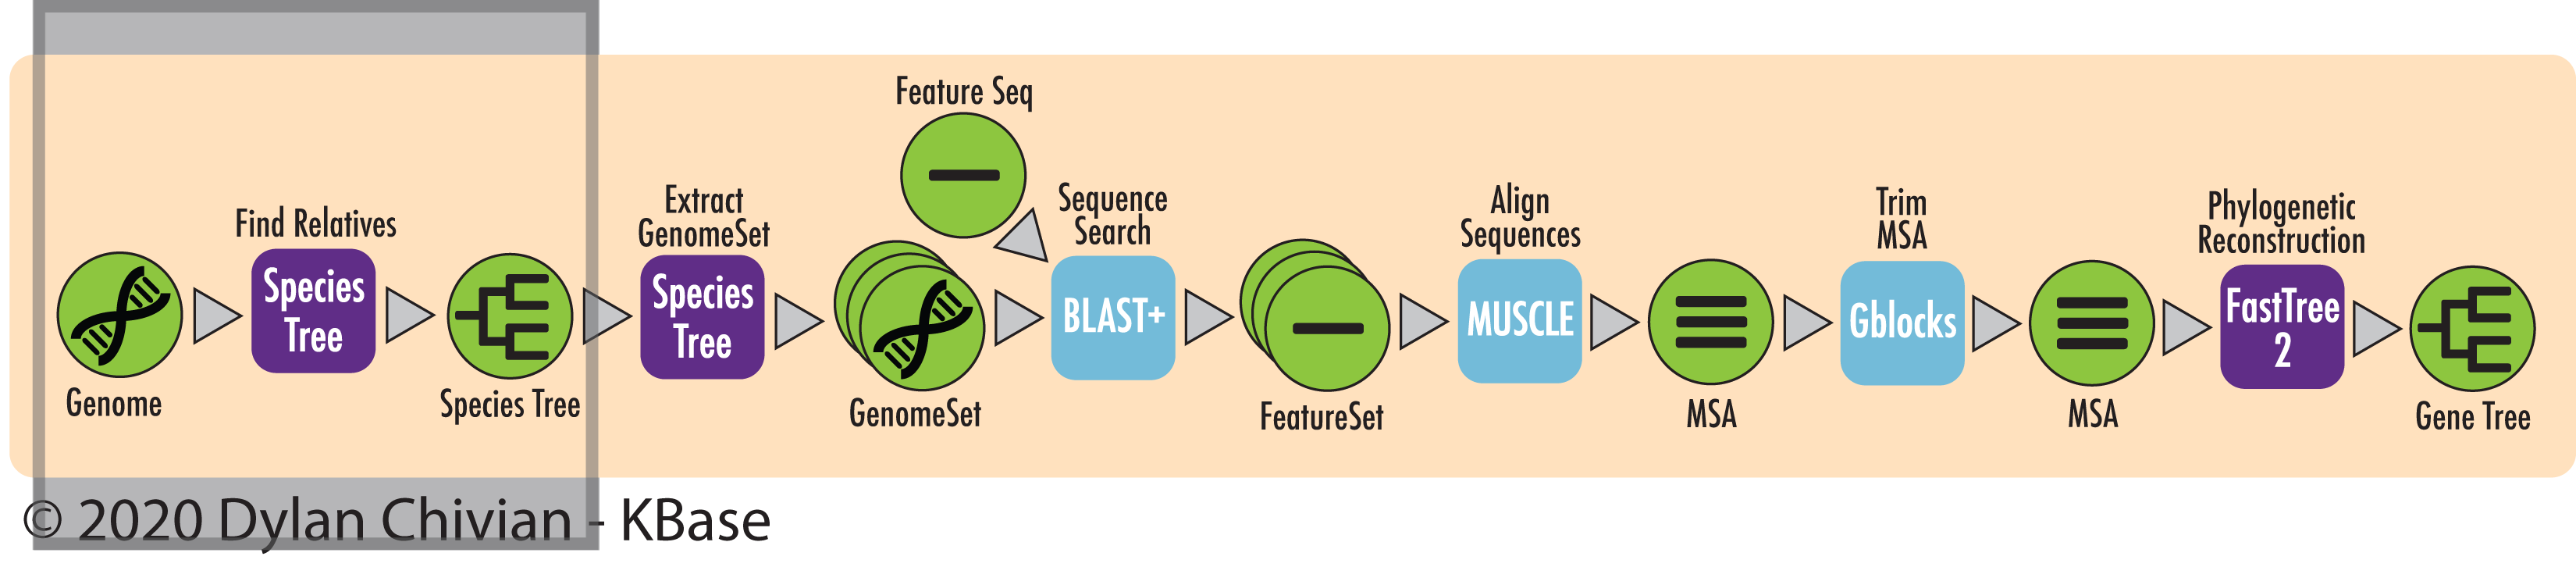 Feature Seq
Find Relatives
Species
Tree
Genome
Species Tree
Extract
GenomeSet
Species
Tree
GenomeSet
Sequence
Search
BLAST+
FeatureSet
Align
Sequences
MUSCLE
MSA
Trim
MSA
Gblocks
MSA
Phylogenetic
Reconstruction
FastTree
2
Gene Tree
© 2020 Dylan Chivian - KBase